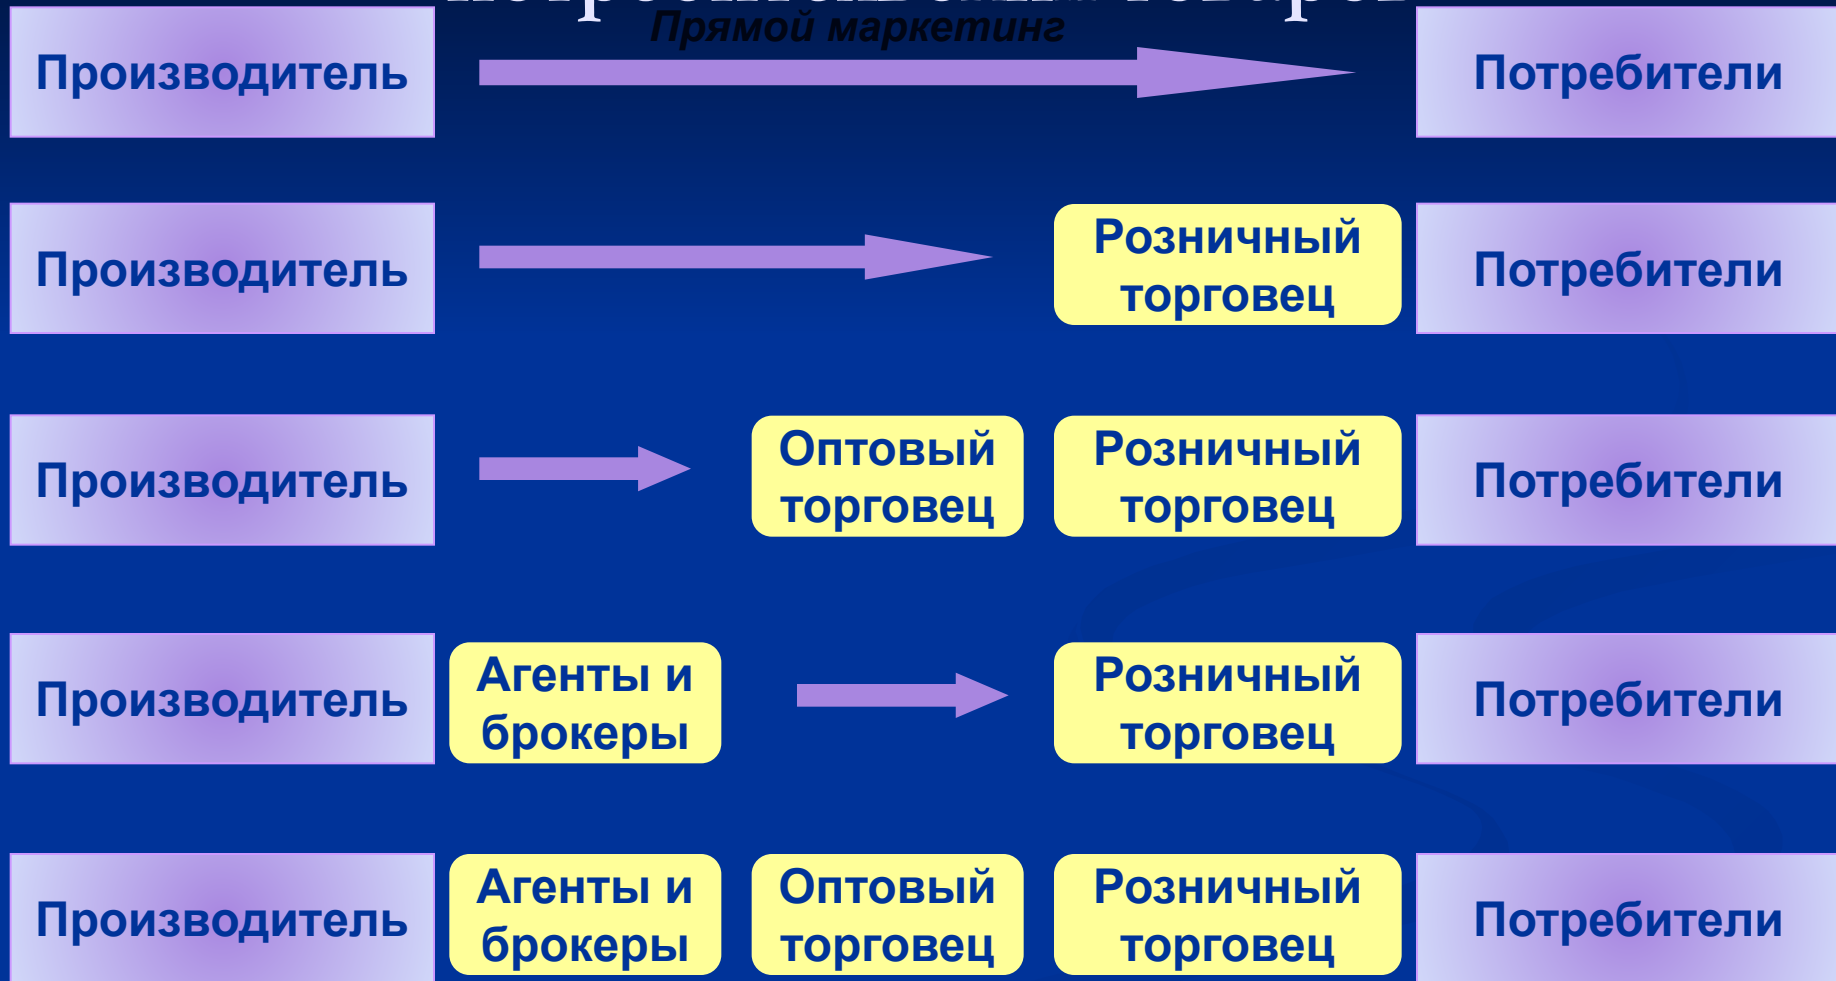 Прямой маркетинг
Производитель
Потребители
Производитель
Розничный
торговец
Потребители
Производитель
Оптовый
торговец
Розничный
торговец
Потребители
Производитель
Агенты и
брокеры
Розничный
торговец
Потребители
Производитель
Агенты и
брокеры
Оптовый
торговец
Розничный
торговец
Потребители